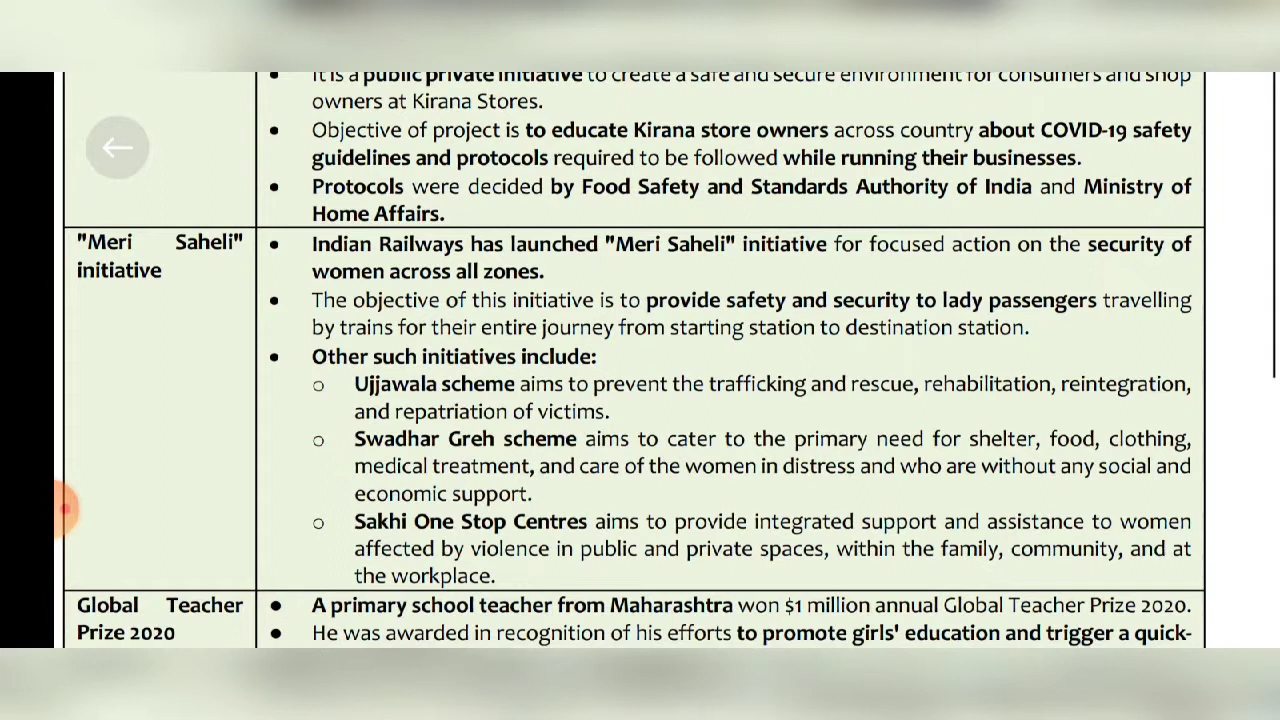 It is a public private initiative to create a safe and secure environment for consumers and shop
owners at Kirana Stores.
Objective of project is to educate Kirana store owners across country about COVID-19 safety
guidelines and protocols required to be followed while running their businesses.
Protocols were decided by Food Safety and Standards Authority of India and Ministry of
Home Affairs.
"Meri Saheli"
initiative
Indian Railways has launched "Meri Saheli" initiative for focused action on the security of
women across all zones.
The objective of this initiative is to provide safety and security to lady passengers travelling
by trains for their entire journey from starting station to destination station.
Other such initiatives include:
Ujjawala scheme aims to prevent the trafficking and rescue, rehabilitation, reintegration,
and repatriation of victims.
Swadhar Greh scheme aims to cater to the primary need for shelter, food, clothing,
medical treatment, and care of the women in distress and who are without any social and
economic support.
Sakhi One Stop Centres aims to provide integrated support and assistance to women
affected by violence in public and private spaces, within the family, community, and at
the workplace.
Global Teacher
Prize 2020
A primary school teacher from Maharashtra won $1 million annual Global Teacher Prize 2020.
He was awarded in recognition of his efforts to promote girls' education and trigger a quick-